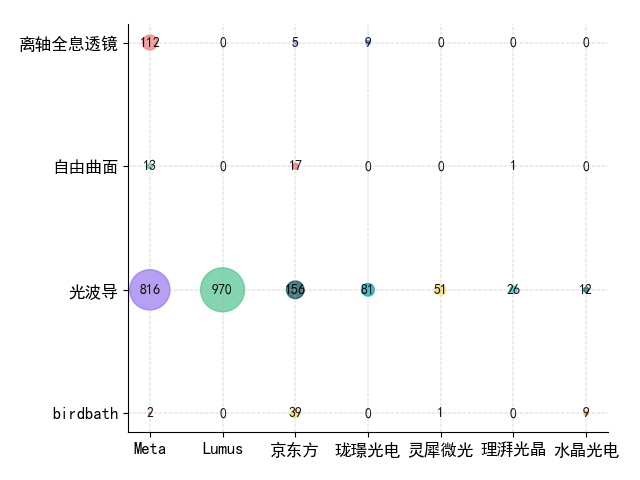 离轴全息透镜 112 0 5 9 0 0 0
自由曲面 13 0 17 0 0 1 0
光波导 816 970 156 81 51 26 12
birdbath 2 0 39 0 1 0 9
Meta Lumus 京东方 珑璟光电 灵犀微光 理湃光晶 水晶光电